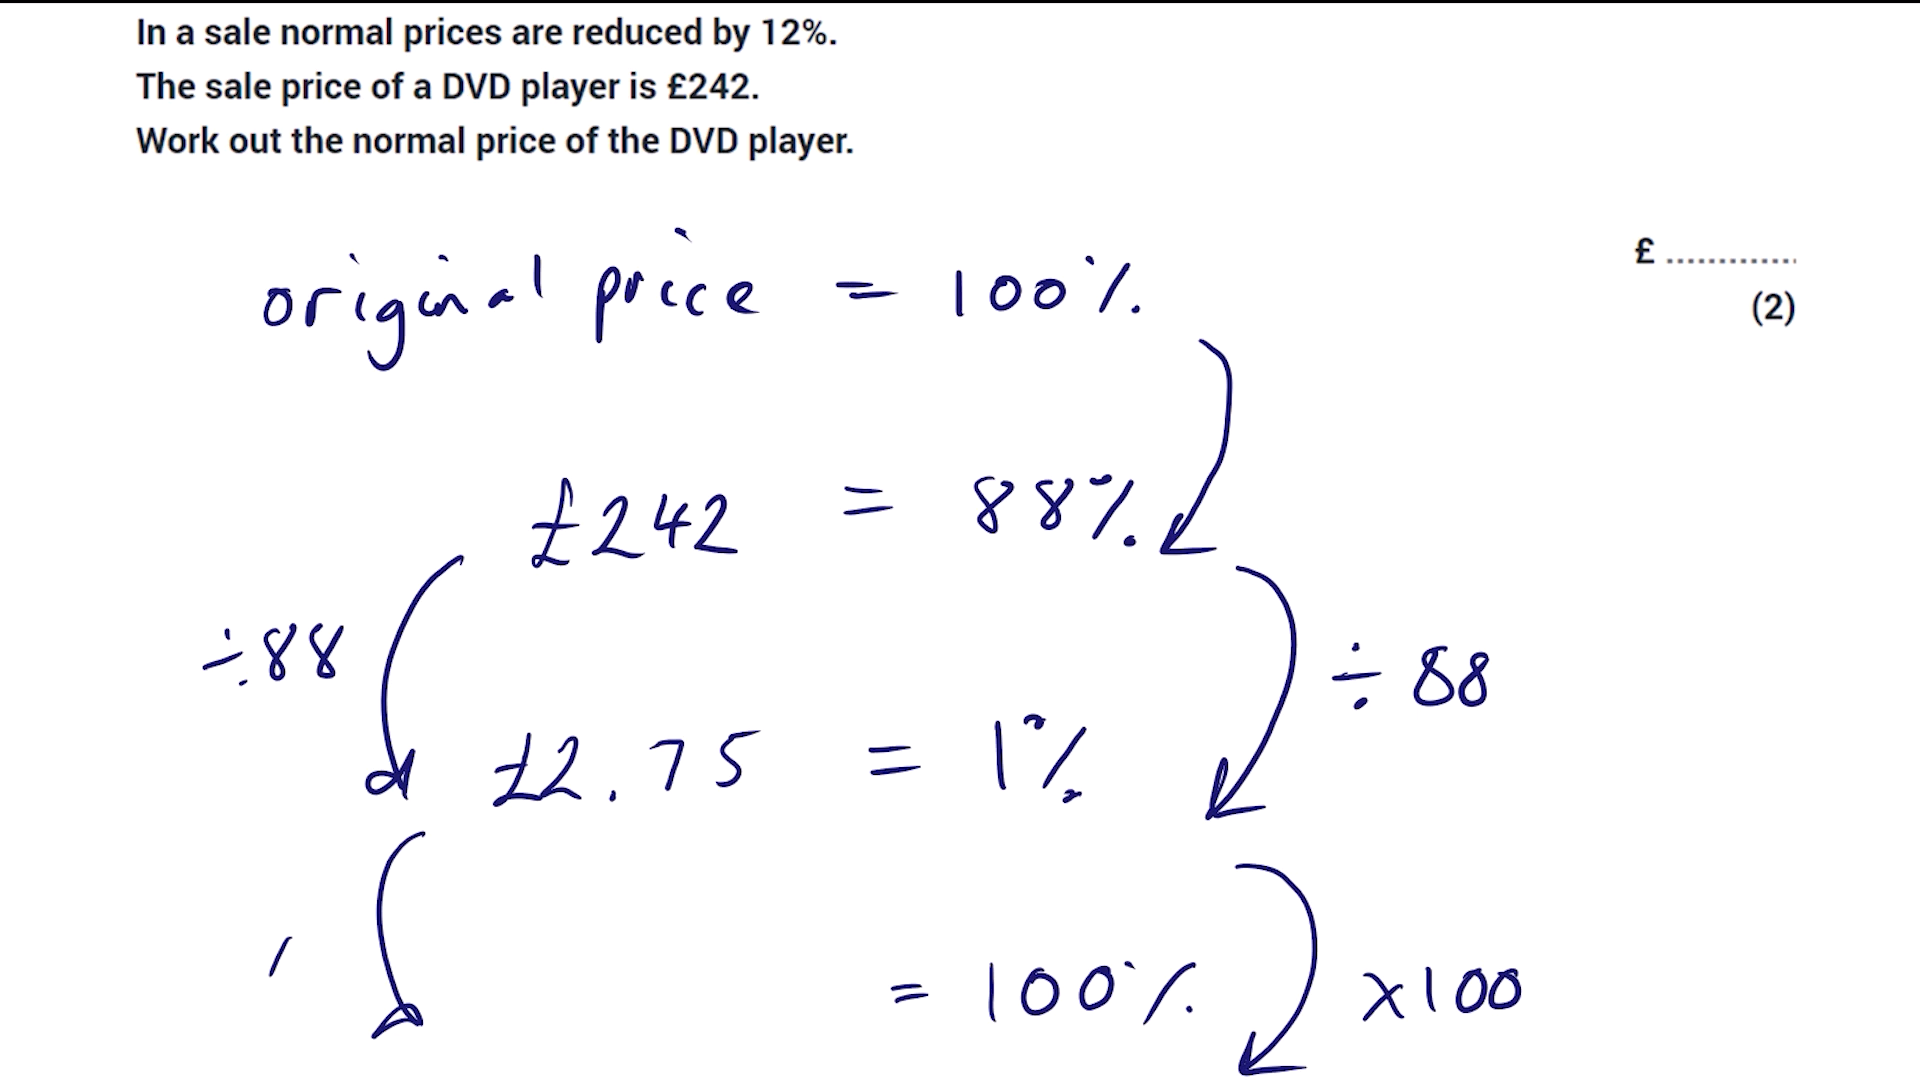 In a sale normal prices are reduced by 12%.
The sale price of a DVD player is £242.
Work out the normal price of the DVD player.
£ .............
(2)
original price = 100%
£242 = 88%
÷88
÷ 88
£2.75 = 1%
= 100%
×100